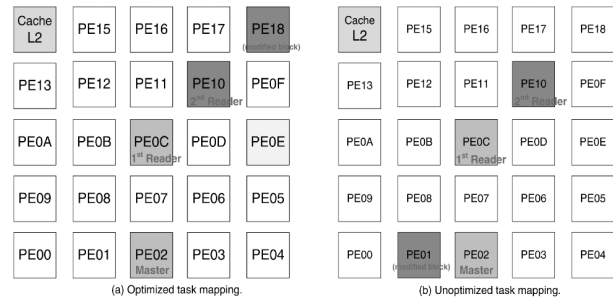 Cache L2 PE15 PE16 PE17 PE18 (modified block)
PE13 PE12 PE11 PE10 2nd Reader PE0F
PE0A PE0B PE0C 1st Reader PE0D PE0E
PE09 PE08 PE07 PE06 PE05
PE00 PE01 PE02 Master PE03 PE04
(a) Optimized task mapping.
Cache L2 PE15 PE16 PE17 PE18
PE13 PE12 PE11 PE10 2nd Reader PE0F
PE0A PE0B PE0C 1st Reader PE0D PE0E
PE09 PE08 PE07 PE06 PE05
PE00 PE01 (modified block) PE02 Master PE03 PE04
(b) Unoptimized task mapping.